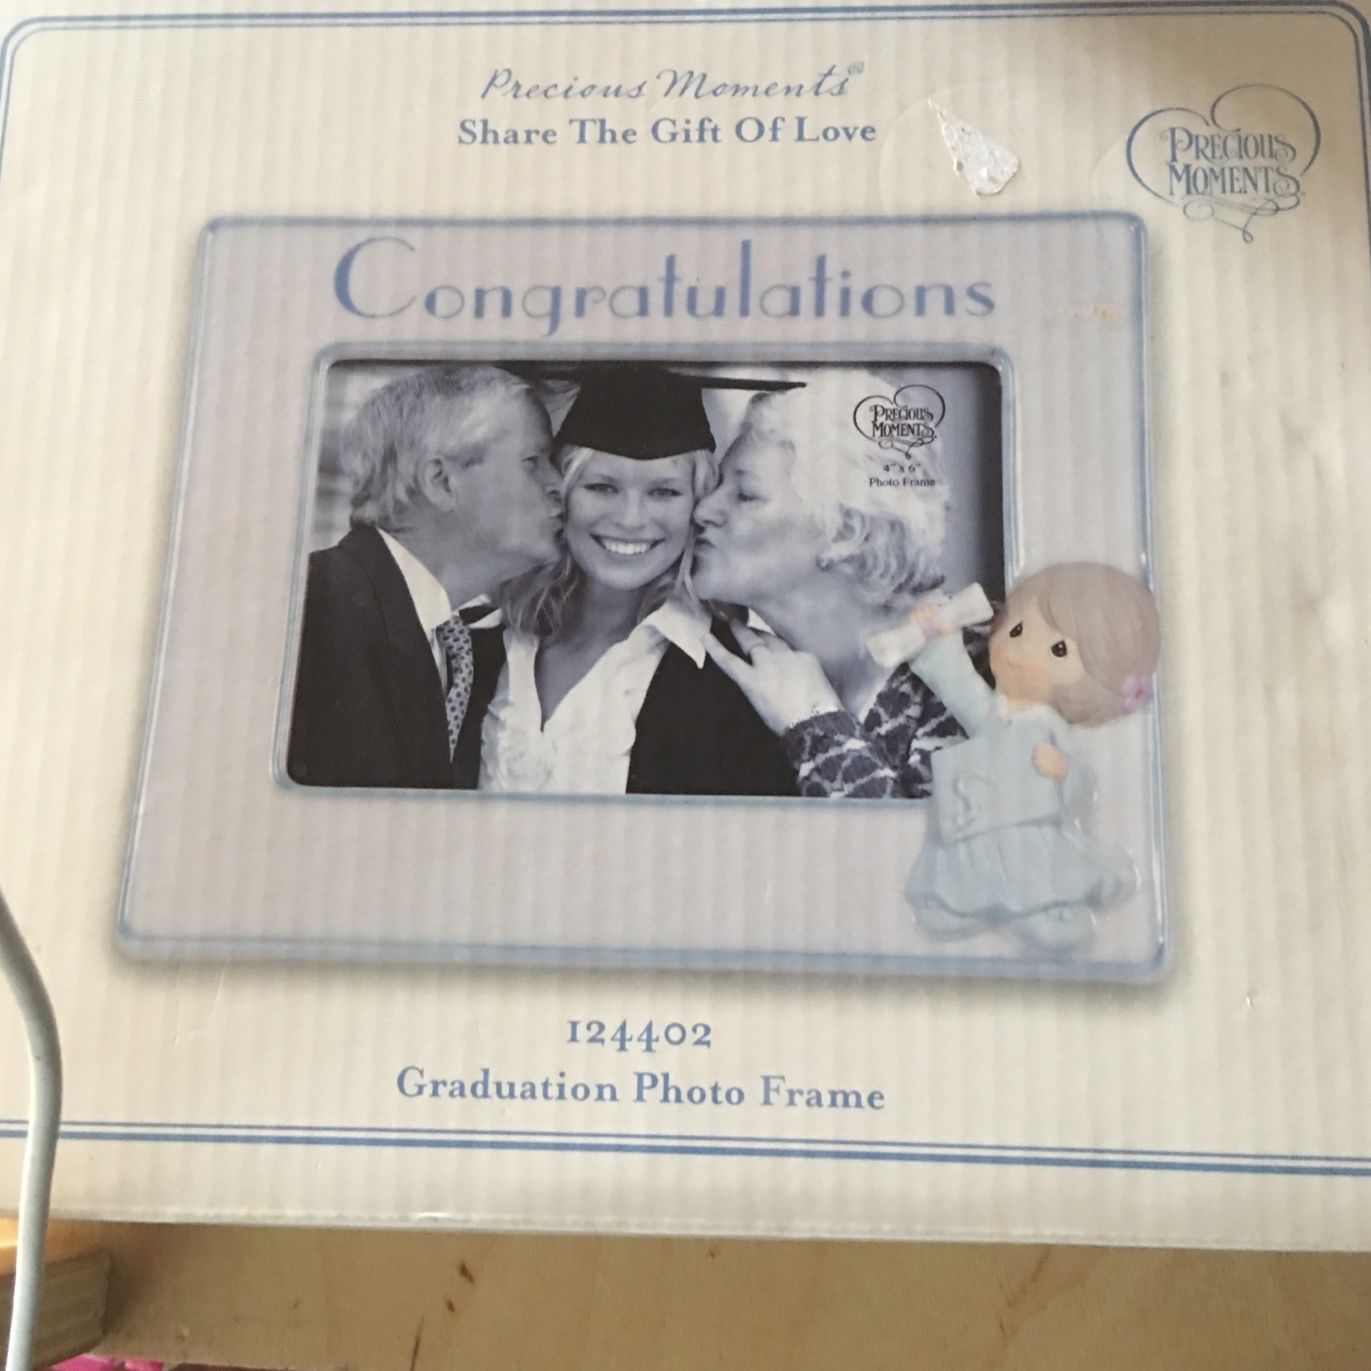 Precious Moments®
Share The Gift Of Love
PRECIOUS
MOMENTS
Congratulations
PRECIOUS
MOMENTS
4" x 6"
Photo Frame
124402
Graduation Photo Frame